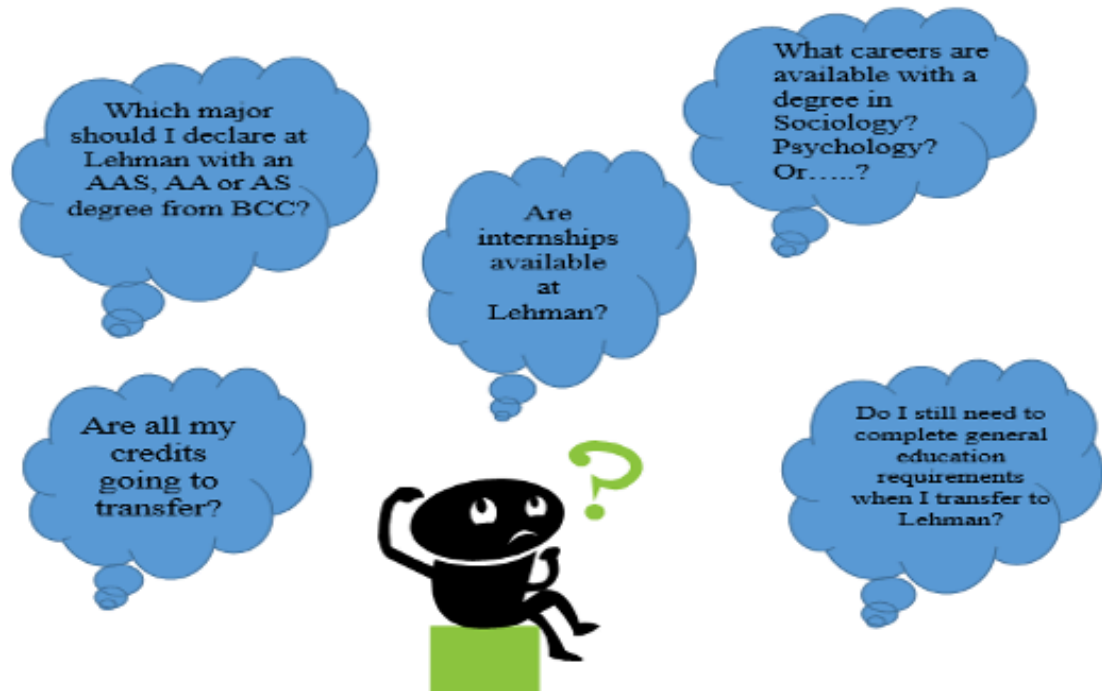 Which major
should I declare at
Lehman with an
AAS, AA or AS
degree from BCC?
What careers are
available with a
degree in
Sociology?
Psychology?
Or…..?
Are
internships
available
at
Lehman?
Are all my
credits
going to
transfer?
Do I still need to
complete general
education
requirements
when I transfer to
Lehman?
?